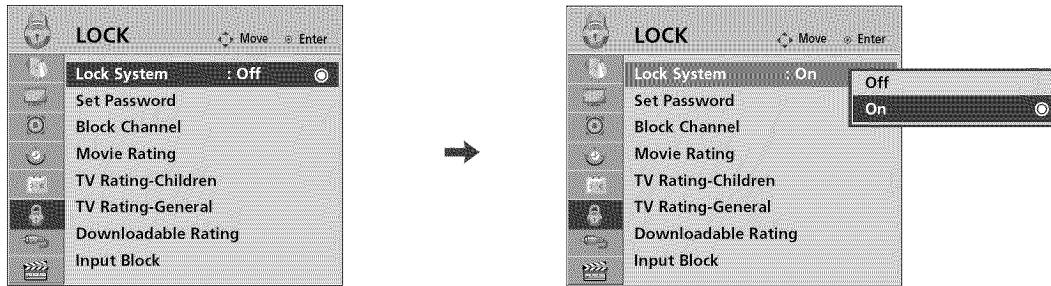 LOCK
Move Enter
Lock System : Off
Set Password
Block Channel
Movie Rating
TV Rating-Children
TV Rating-General
Downloadable Rating
Input Block
LOCK
Move Enter
Lock System : On
Set Password
Block Channel
Movie Rating
TV Rating-Children
TV Rating-General
Downloadable Rating
Input Block
Off
On